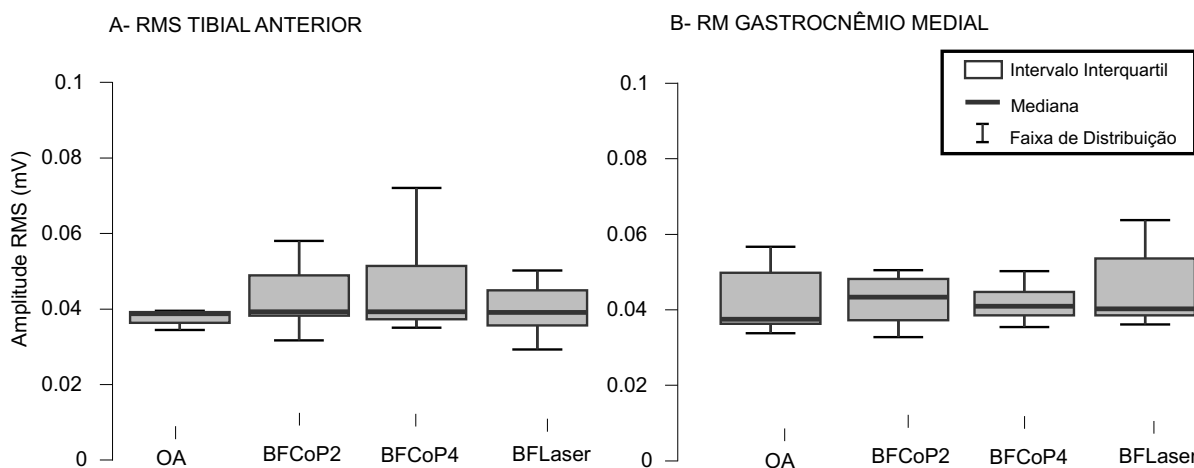 A- RMS TIBIAL ANTERIOR
B- RM GASTROCNÊMIO MEDIAL
Intervalo Interquartil
Mediana
Faixa de Distribuição
Amplitude RMS (mV)
0.1
0.08
0.06
0.04
0.02
0
OA
BFCoP2
BFCoP4
BFLaser
0.1
0.08
0.06
0.04
0.02
0
OA
BFCoP2
BFCoP4
BFLaser